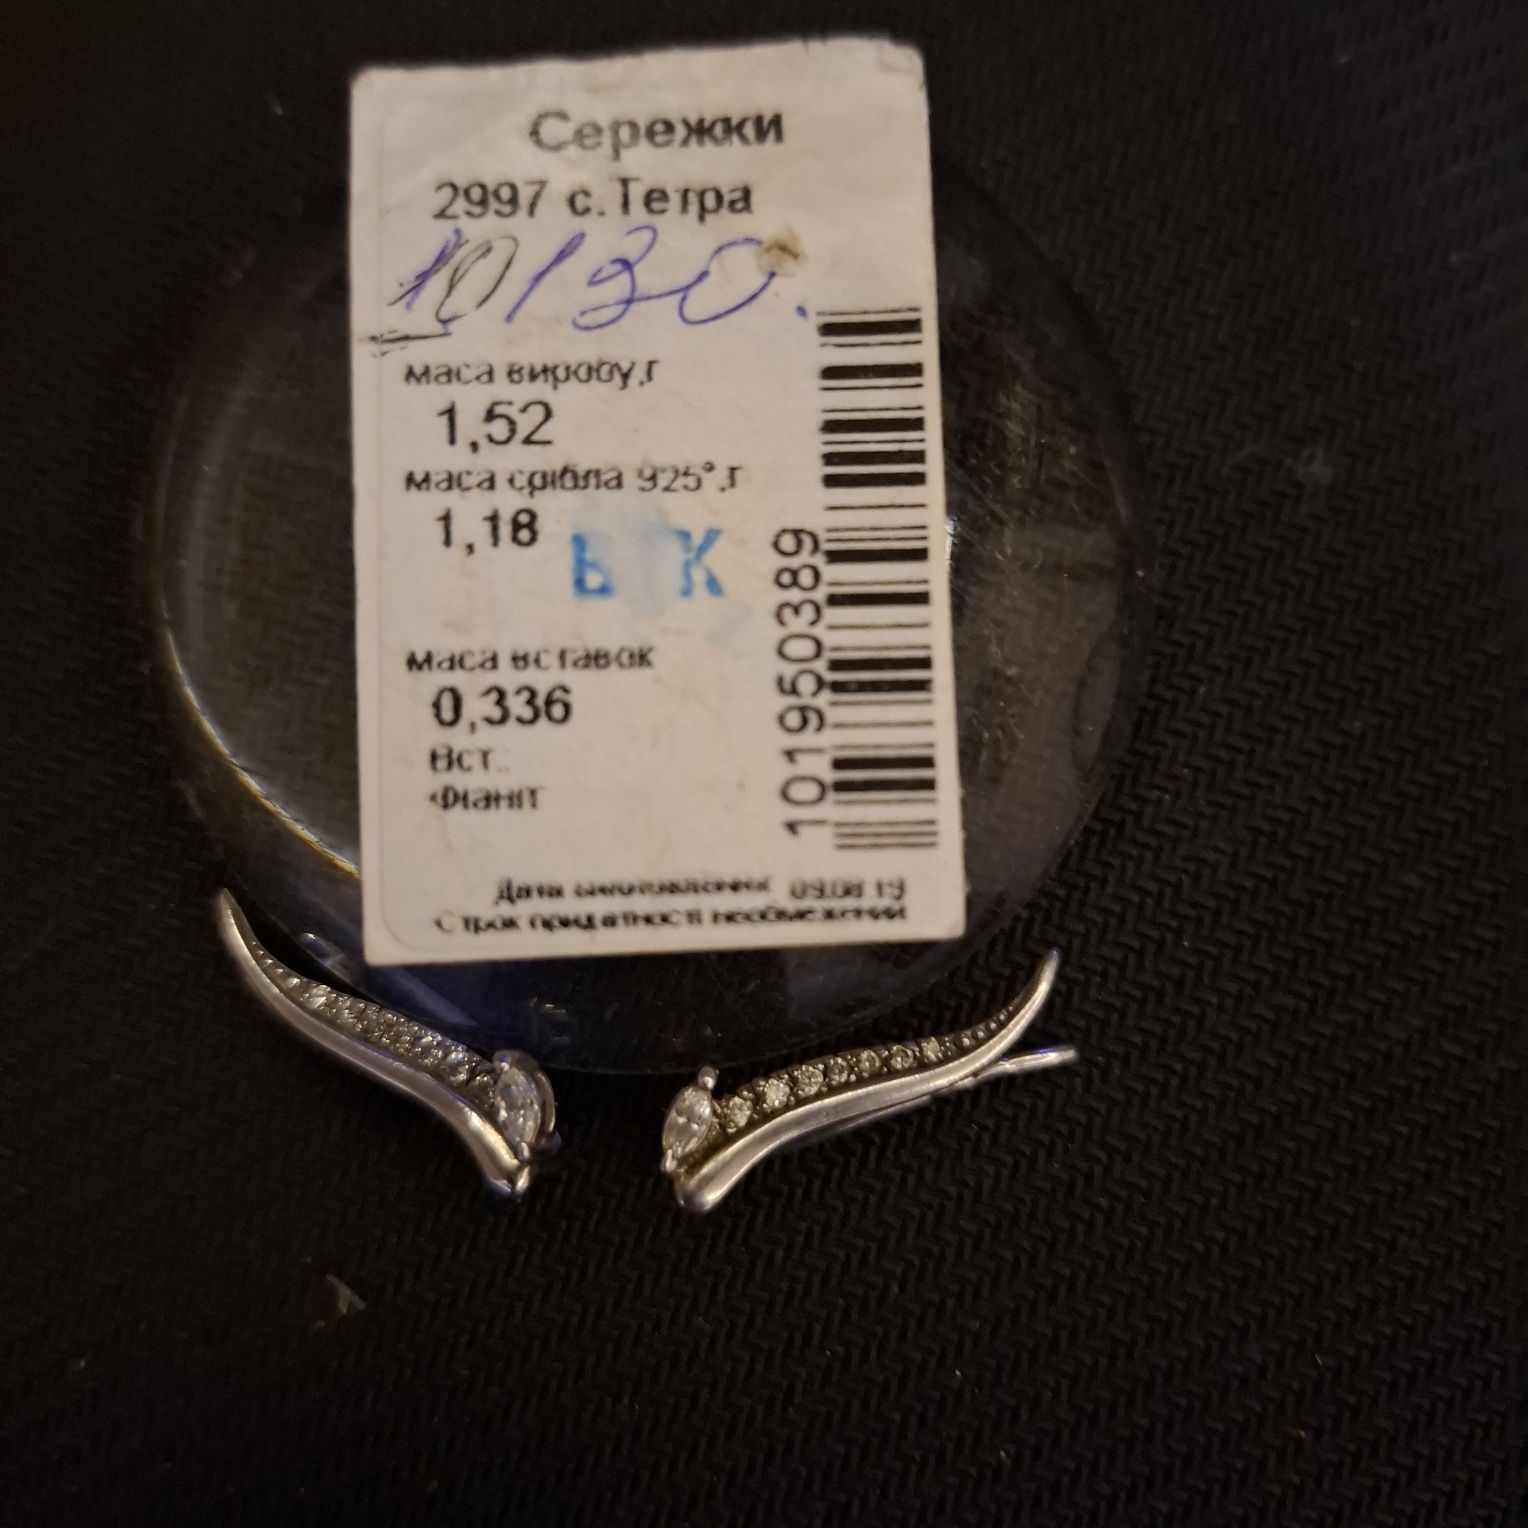 Сережки
2997 с.Тетра
10130.
маса виробу,г
1,52
маса срібла 925°,г
1,18
маса вставок
0,336
Вст.:
Фіаніт
101950389
Дата виготовлення: 09.08.19
Строк придатності необмежений